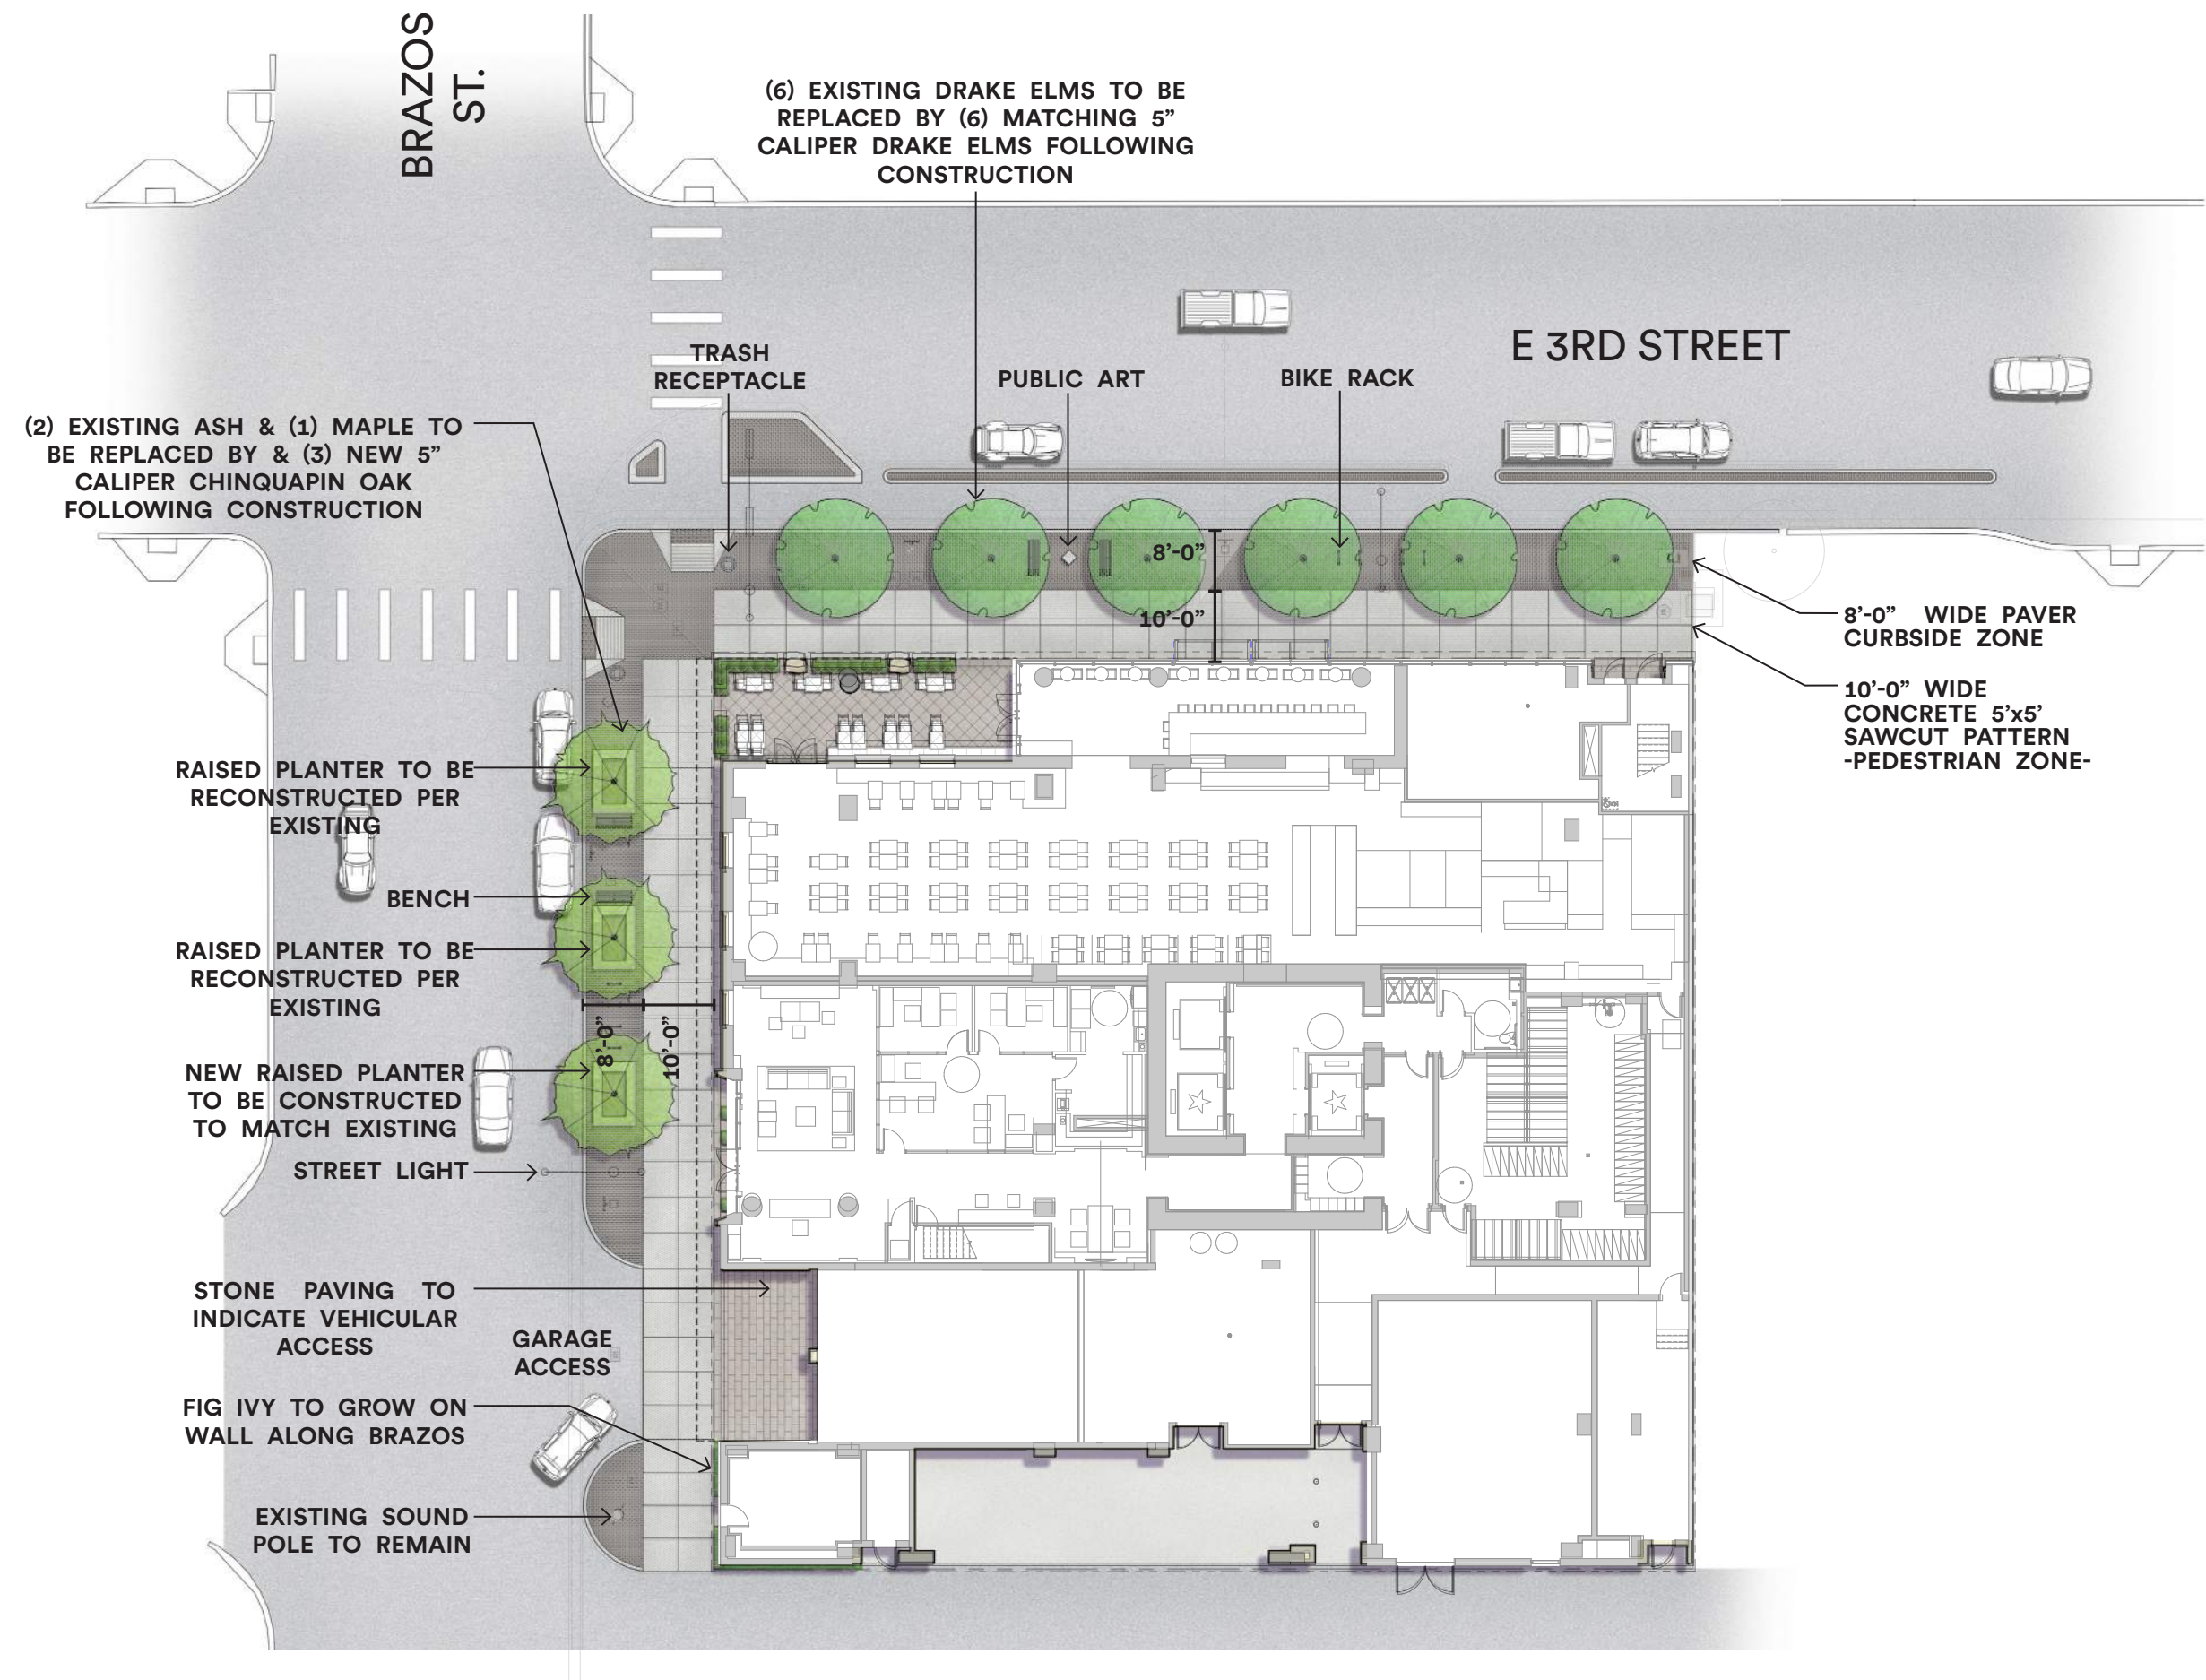 BRAZOS
ST.
(6) EXISTING DRAKE ELMS TO BE
REPLACED BY (6) MATCHING 5”
CALIPER DRAKE ELMS FOLLOWING
CONSTRUCTION
E 3RD STREET
TRASH
RECEPTACLE
PUBLIC ART
BIKE RACK
(2) EXISTING ASH & (1) MAPLE TO
BE REPLACED BY & (3) NEW 5”
CALIPER CHINQUAPIN OAK
FOLLOWING CONSTRUCTION
8’-0”
10’-0”
8’-0” WIDE PAVER
CURBSIDE ZONE
10’-0” WIDE
CONCRETE 5’x5’
SAWCUT PATTERN
-PEDESTRIAN ZONE-
RAISED PLANTER TO BE
RECONSTRUCTED PER
EXISTING
BENCH
RAISED PLANTER TO BE
RECONSTRUCTED PER
EXISTING
8’-0”
10’-0”
NEW RAISED PLANTER
TO BE CONSTRUCTED
TO MATCH EXISTING
STREET LIGHT
STONE PAVING TO
INDICATE VEHICULAR
ACCESS
GARAGE
ACCESS
FIG IVY TO GROW ON
WALL ALONG BRAZOS
EXISTING SOUND
POLE TO REMAIN